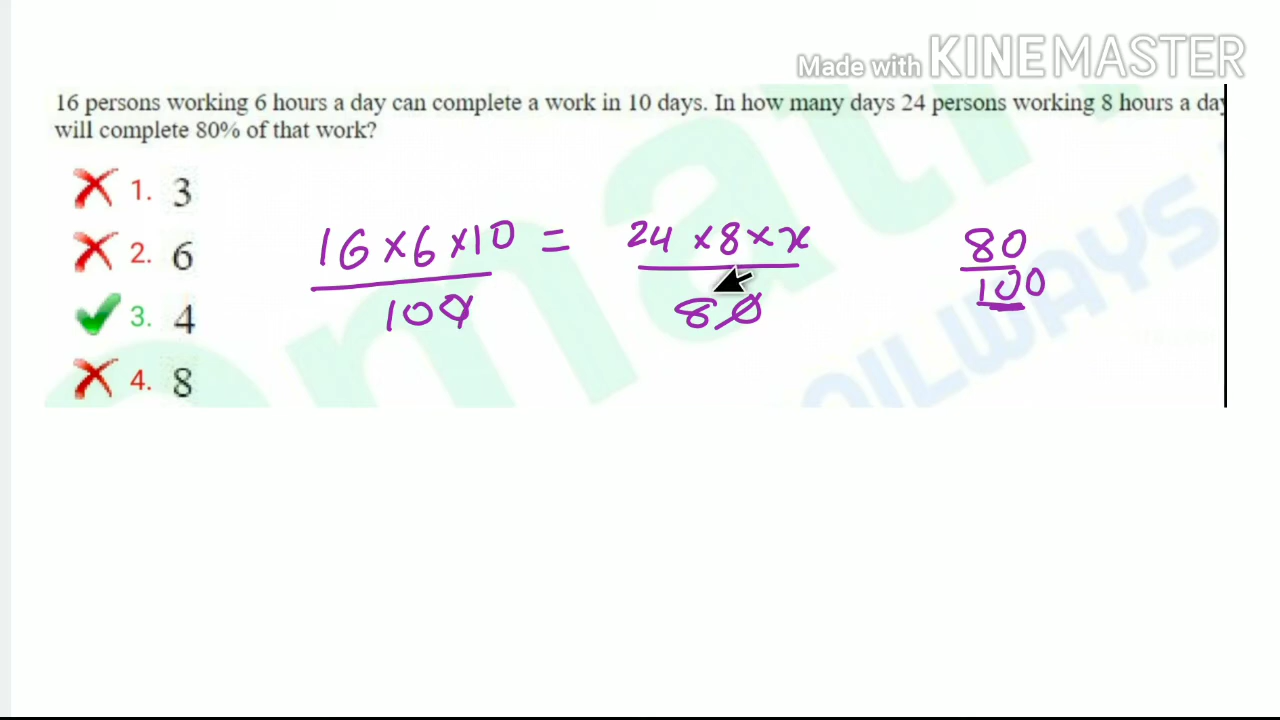 Made with KINEMASTER
16 persons working 6 hours a day can complete a work in 10 days. In how many days 24 persons working 8 hours a day
will complete 80% of that work?
1. 3
2. 6
3. 4
4. 8
16 × 6 × 10 = 24 × 8 × x
100 80
80
100
AILWAYS